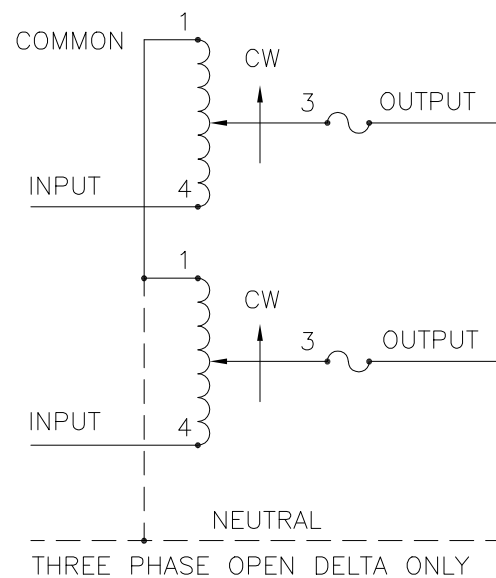 1
COMMON
CW
3 OUTPUT
INPUT 4
1
CW
3 OUTPUT
INPUT 4
NEUTRAL
THREE PHASE OPEN DELTA ONLY